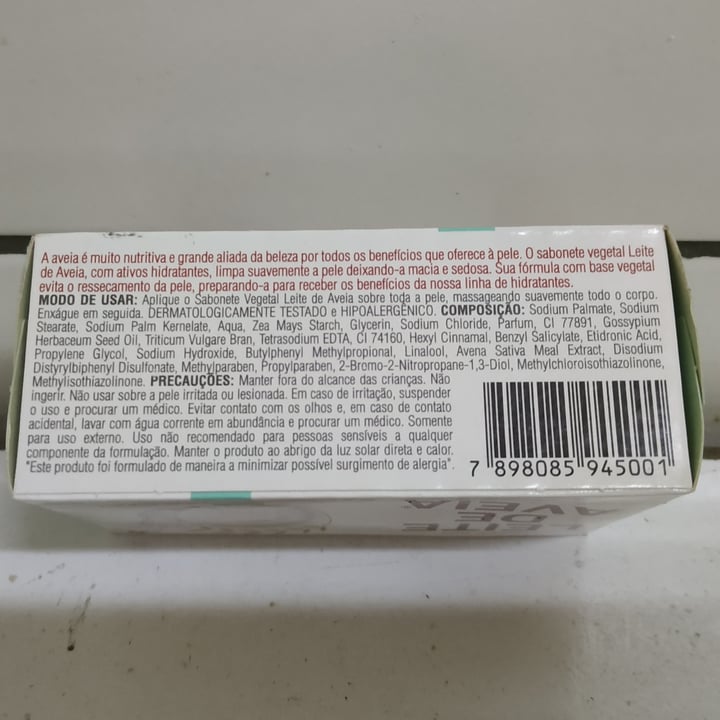 A aveia é muito nutritiva e grande aliada da beleza por todos os benefícios que oferece à pele. O sabonete vegetal Leite
de Aveia, com ativos hidratantes, limpa suavemente a pele deixando-a macia e sedosa. Sua fórmula com base vegetal
evita o ressecamento da pele, preparando-a para receber os benefícios da nossa linha de hidratantes.
MODO DE USAR: Aplique o Sabonete Vegetal Leite de Aveia sobre toda a pele, massageando suavemente todo o corpo.
Enxágue em seguida. DERMATOLOGICAMENTE TESTADO e HIPOALERGÊNICO. COMPOSIÇÃO: Sodium Palmate, Sodium
Stearate, Sodium Palm Kernelate, Aqua, Zea Mays Starch, Glycerin, Sodium Chloride, Parfum, CI 77891, Gossypium
Herbaceum Seed Oil, Triticum Vulgare Bran, Tetrasodium EDTA, CI 74160, Hexyl Cinnamal, Benzyl Salicylate, Etidronic Acid,
Propylene Glycol, Sodium Hydroxide, Butylphenyl Methylpropional, Linalool, Avena Sativa Meal Extract, Disodium
Distyrylbiphenyl Disulfonate, Methylparaben, Propylparaben, 2-Bromo-2-Nitropropane-1,3-Diol, Methylchloroisothiazolinone,
Methylisothiazolinone. PRECAUÇÕES: Manter fora do alcance das crianças. Não
ingerir. Não usar sobre a pele irritada ou lesionada. Em caso de irritação, suspender
o uso e procurar um médico. Evitar contato com os olhos e, em caso de contato
acidental, lavar com água corrente em abundância e procurar um médico. Somente
para uso externo. Uso não recomendado para pessoas sensíveis a qualquer
componente da formulação. Manter o produto ao abrigo da luz solar direta e calor.
"Este produto foi formulado de maneira a minimizar possível surgimento de alergia".
7 898085 945001
LEITE
DE
AVEIA